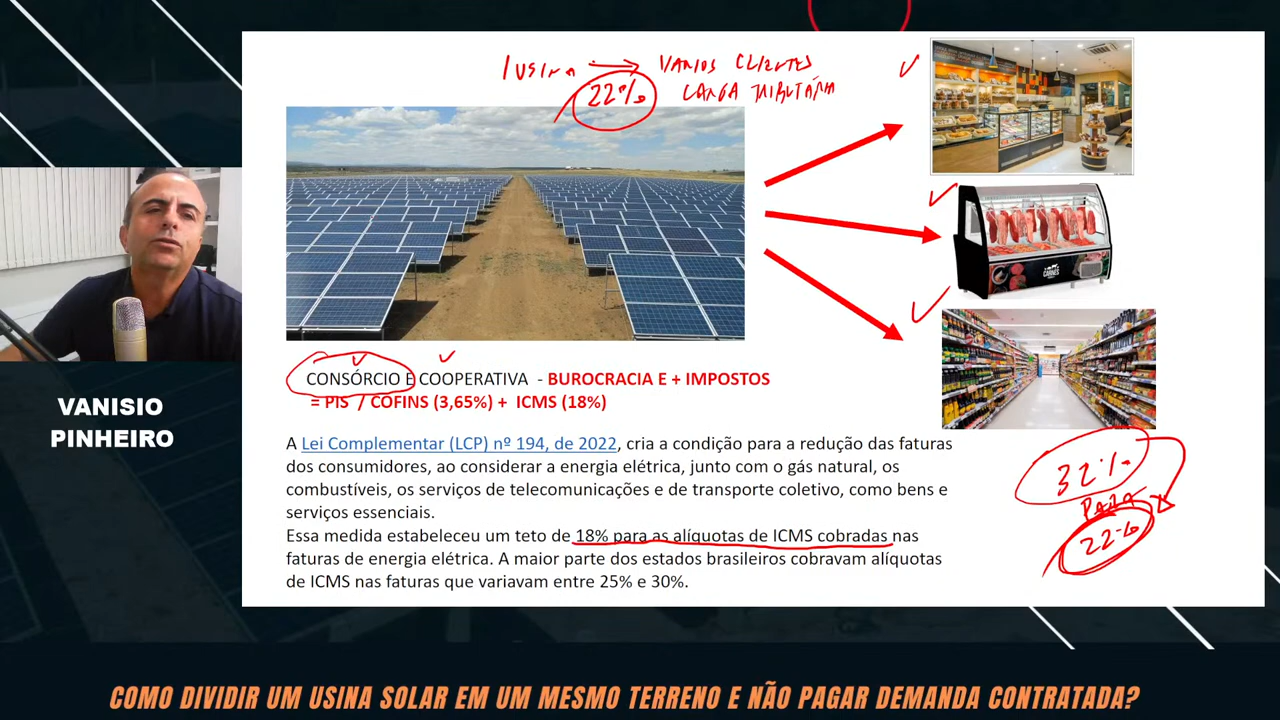 1 USINA → VARIOS CLIENTES
22% CARGA TRIBUTÁRIA
CARNES
CONSÓRCIO E COOPERATIVA - BUROCRACIA E + IMPOSTOS
= PIS / COFINS (3,65%) + ICMS (18%)
A Lei Complementar (LCP) nº 194, de 2022, cria a condição para a redução das faturas
dos consumidores, ao considerar a energia elétrica, junto com o gás natural, os
combustíveis, os serviços de telecomunicações e de transporte coletivo, como bens e
serviços essenciais.
Essa medida estabeleceu um teto de 18% para as alíquotas de ICMS cobradas nas
faturas de energia elétrica. A maior parte dos estados brasileiros cobravam alíquotas
de ICMS nas faturas que variavam entre 25% e 30%.
32%
PARA
22%
VANISIO
PINHEIRO
COMO DIVIDIR UM USINA SOLAR EM UM MESMO TERRENO E NÃO PAGAR DEMANDA CONTRATADA?